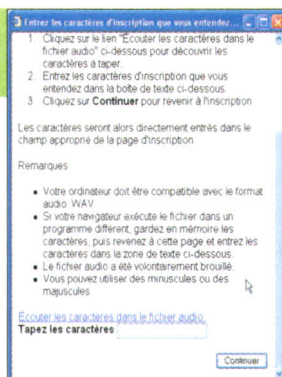 Entrez les caractères d'inscription que vous entendez...
1 Cliquez sur le lien "Ecouter les caractères dans le
fichier audio" ci-dessous pour découvrir les
caractères à taper.
2. Entrez les caractères d'inscription que vous
entendez dans la boîte de texte ci-dessous.
3 Cliquez sur Continuer pour revenir à l'inscription
Les caractères seront alors directement entrés dans le
champ approprié de la page d'inscription
Remarques
• Votre ordinateur doit être compatible avec le format
audio WAV
• Si votre navigateur exécute le fichier dans un
programme différent, gardez en mémoire les
caractères, puis revenez à cette page et entrez les
caractères dans la zone de texte ci-dessous.
• Le fichier audio a été volontairement brouillé.
• Vous pouvez utiliser des minuscules ou des
majuscules
Ecouter les caractères dans le fichier audio
Tapez les caractères
Continuer